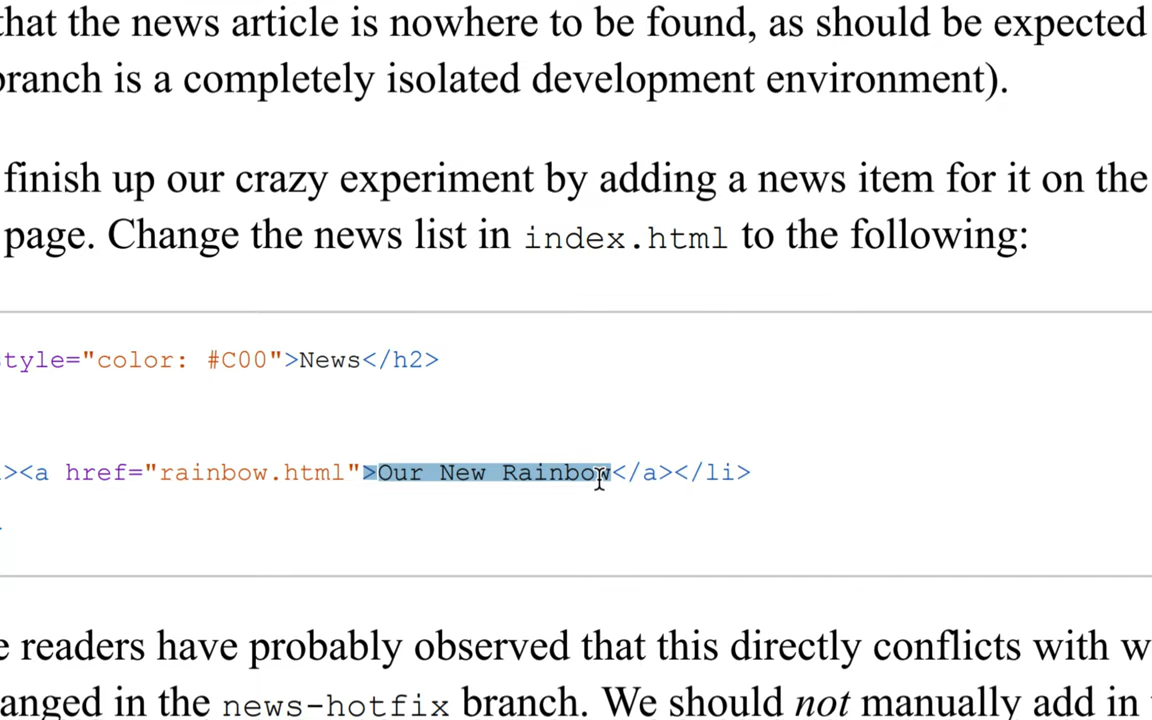 that the news article is nowhere to be found, as should be expected
branch is a completely isolated development environment).
finish up our crazy experiment by adding a news item for it on the
page. Change the news list in index.html to the following:
style="color: #C00">News</h2>
><a href="rainbow.html">Our New Rainbow</a></li>
>
readers have probably observed that this directly conflicts with
anged in the news-hotfix branch. We should not manually add in